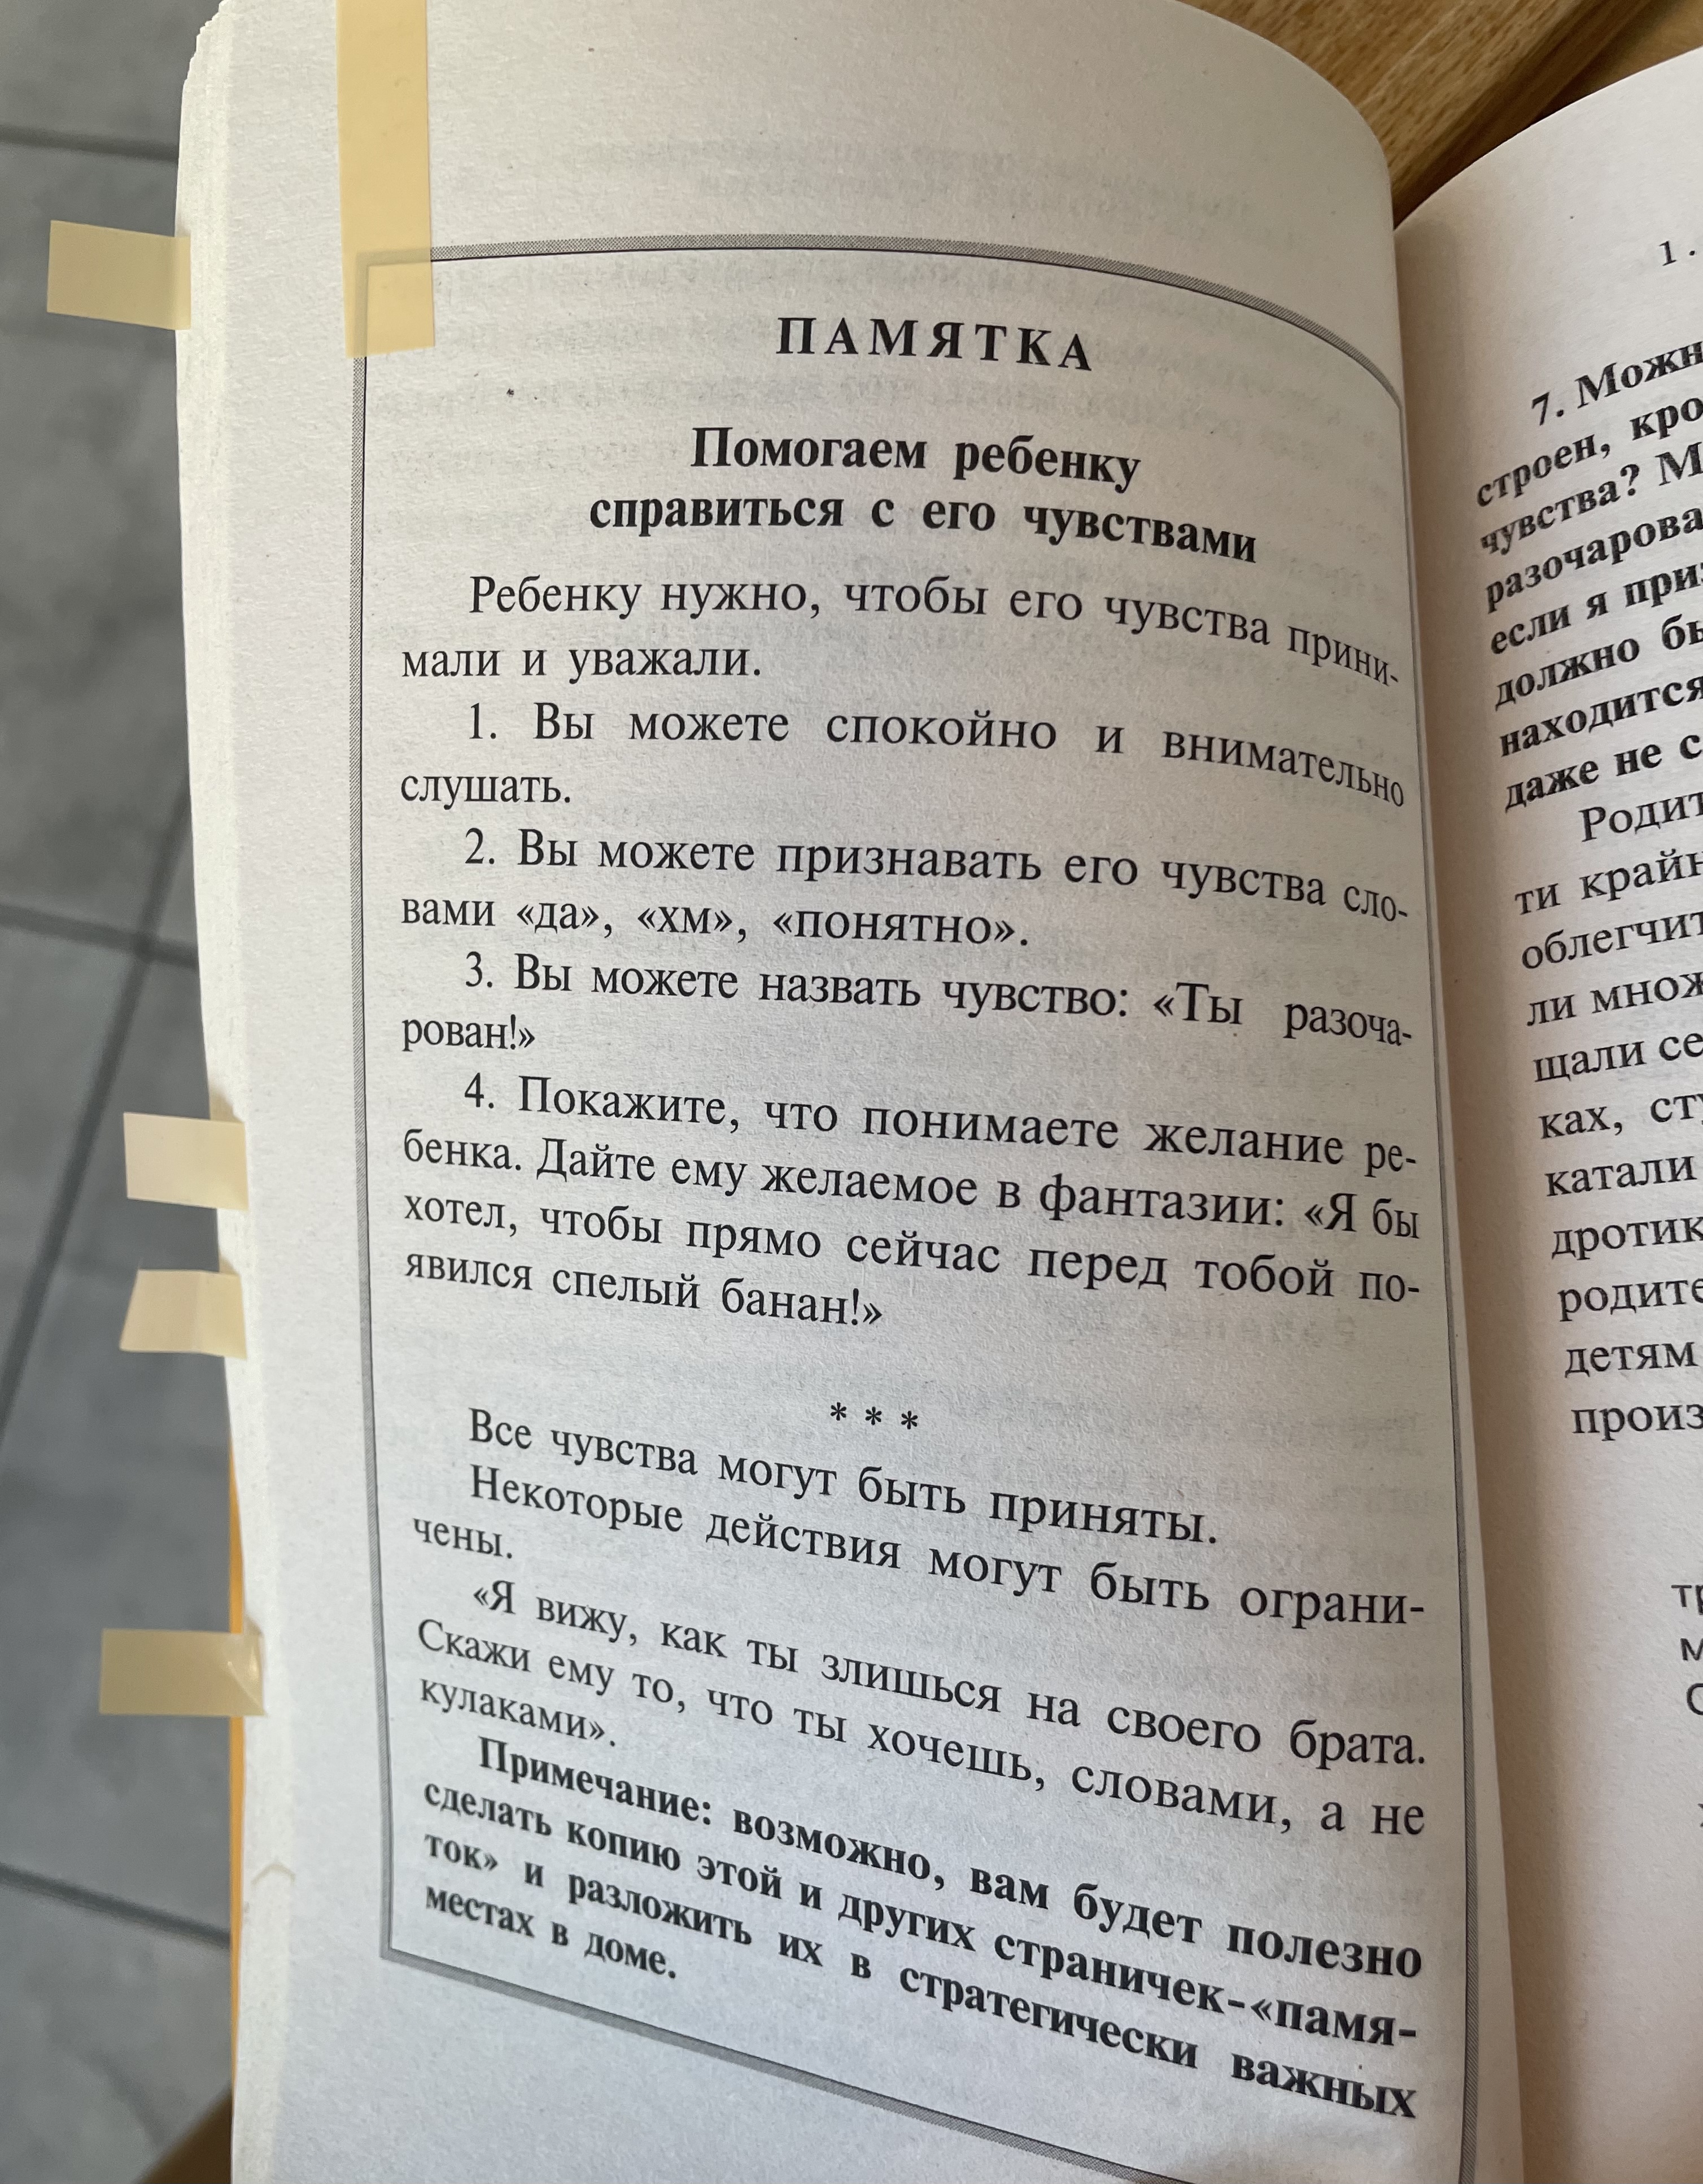 ПАМЯТКА
Помогаем ребенку
справиться с его чувствами
Ребенку нужно, чтобы его чувства прини-
мали и уважали.
1. Вы можете спокойно и внимательно
слушать.
2. Вы можете признавать его чувства сло-
вами «да», «хм», «понятно».
3. Вы можете назвать чувство: «Ты разоча-
рован!»
4. Покажите, что понимаете желание ре-
бенка. Дайте ему желаемое в фантазии: «Я бы
хотел, чтобы прямо сейчас перед тобой по-
явился спелый банан!»
* * *
Все чувства могут быть приняты.
Некоторые действия могут быть ограни-
чены.
«Я вижу, как ты злишься на своего брата.
Скажи ему то, что ты хочешь, словами, а не
кулаками».
Примечание: возможно, вам будет полезно
сделать копию этой и других страничек-«памя-
ток» и разложить их в стратегически важных
местах в доме.
1.
7. Можн
строен, кро
чувства? М
разочарова
если я приз
должно бы
находится
даже не с
Родит
ти крайн
облегчит
ли множ
щали се
ках, сту
катали
дротик
родите
детям
произ